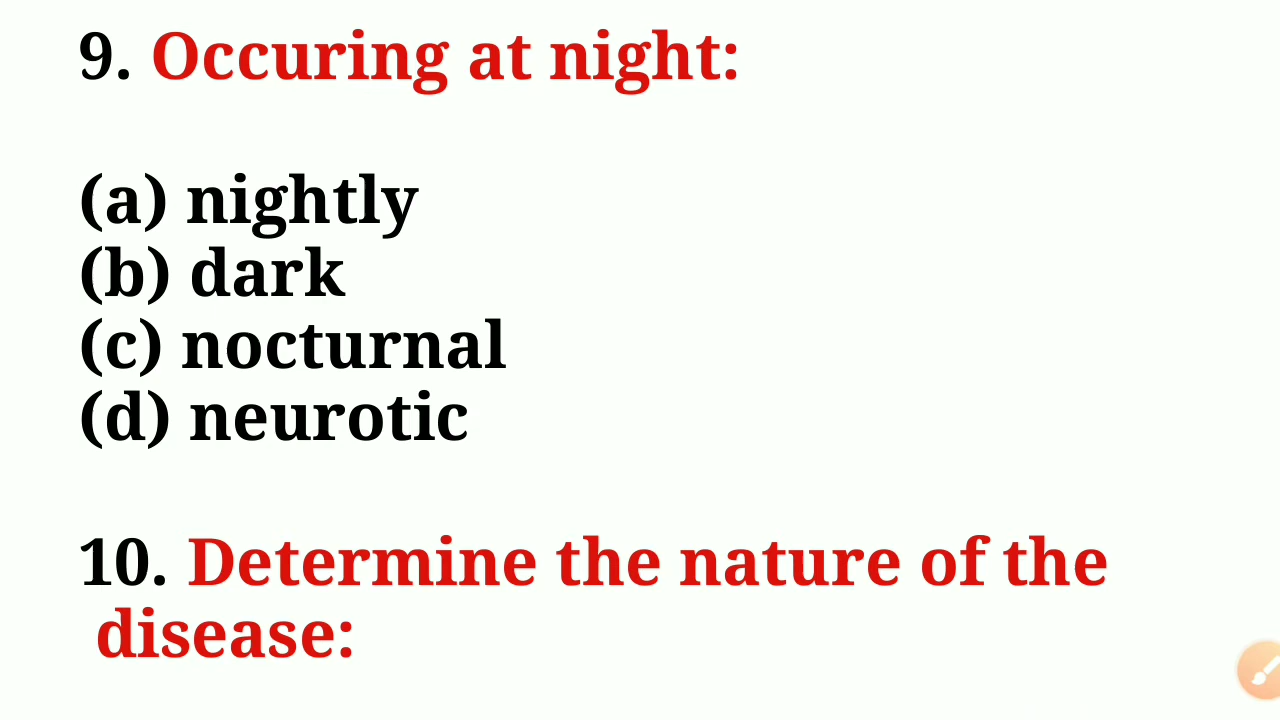 9. Occuring at night:
(a) nightly
(b) dark
(c) nocturnal
(d) neurotic
10. Determine the nature of the
disease: